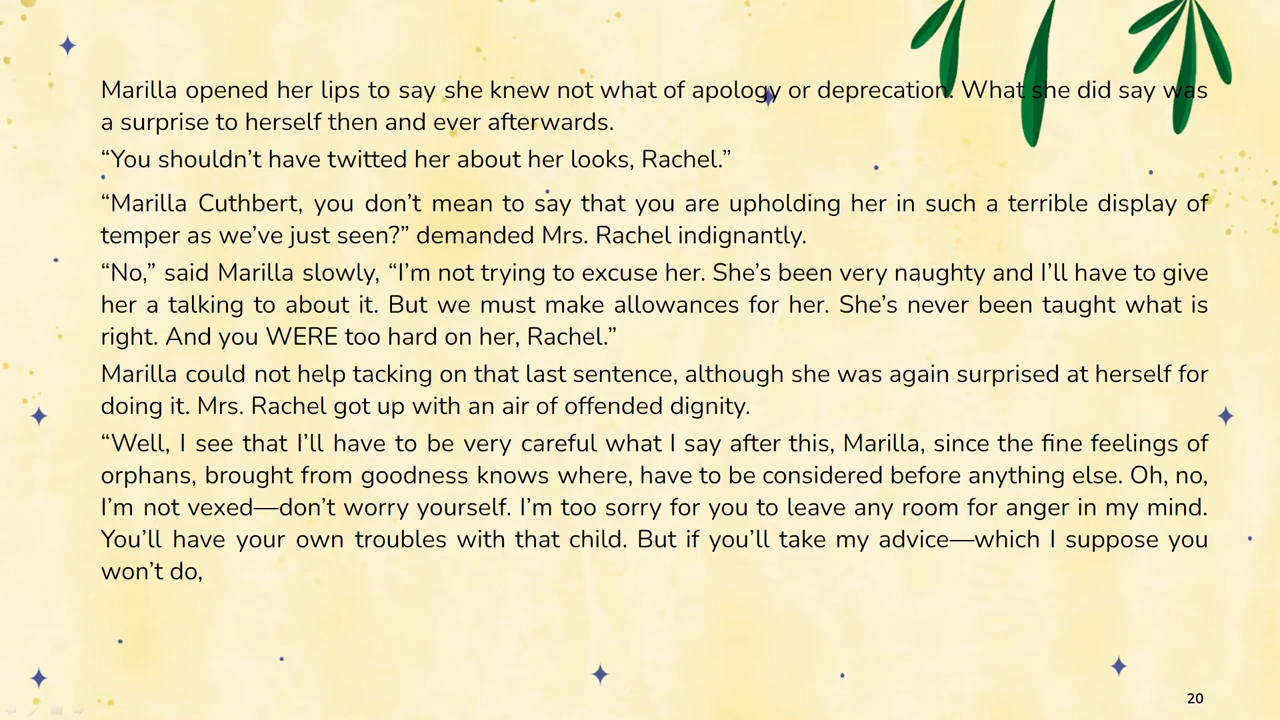 Marilla opened her lips to say she knew not what of apology or deprecation. What she did say was
a surprise to herself then and ever afterwards.
“You shouldn’t have twitted her about her looks, Rachel.”
“Marilla Cuthbert, you don’t mean to say that you are upholding her in such a terrible display of
temper as we’ve just seen?” demanded Mrs. Rachel indignantly.
“No,” said Marilla slowly, “I’m not trying to excuse her. She’s been very naughty and I’ll have to give
her a talking to about it. But we must make allowances for her. She’s never been taught what is
right. And you WERE too hard on her, Rachel.”
Marilla could not help tacking on that last sentence, although she was again surprised at herself for
doing it. Mrs. Rachel got up with an air of offended dignity.
“Well, I see that I’ll have to be very careful what I say after this, Marilla, since the fine feelings of
orphans, brought from goodness knows where, have to be considered before anything else. Oh, no,
I’m not vexed—don’t worry yourself. I’m too sorry for you to leave any room for anger in my mind.
You’ll have your own troubles with that child. But if you’ll take my advice—which I suppose you
won’t do,
20